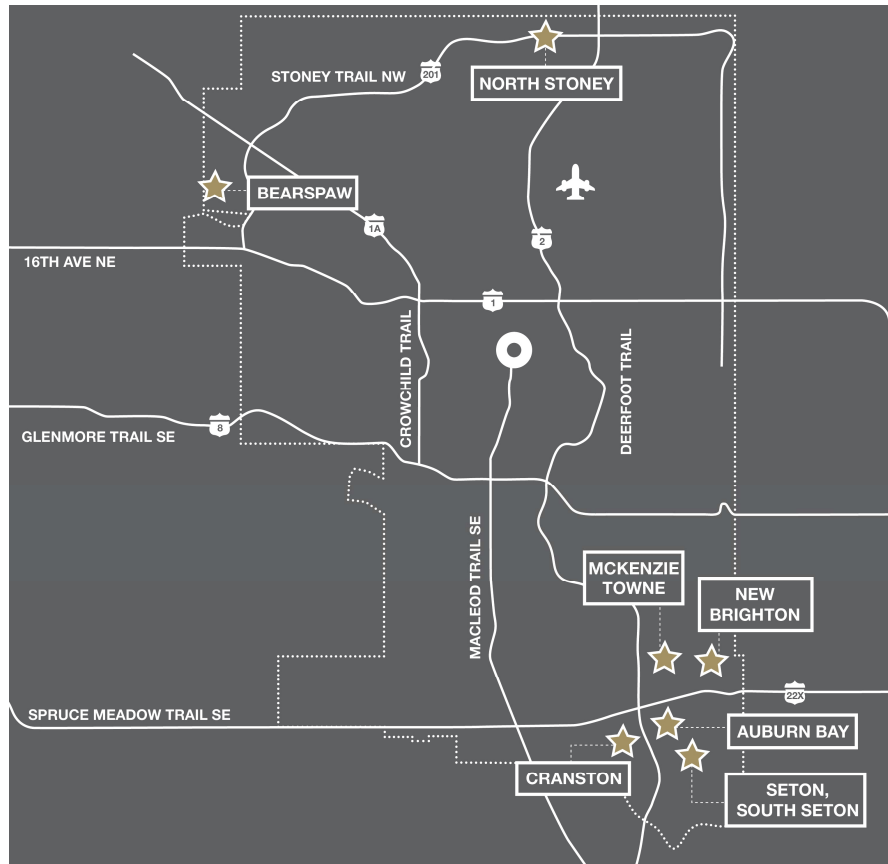 STONEY TRAIL NW
201
NORTH STONEY
BEARSPAW
1A
2
16TH AVE NE
1
CROWCHILD TRAIL
DEERFOOT TRAIL
8
GLENMORE TRAIL SE
MACLEOD TRAIL SE
MCKENZIE
TOWNE
NEW
BRIGHTON
22X
SPRUCE MEADOW TRAIL SE
AUBURN BAY
CRANSTON
SETON,
SOUTH SETON